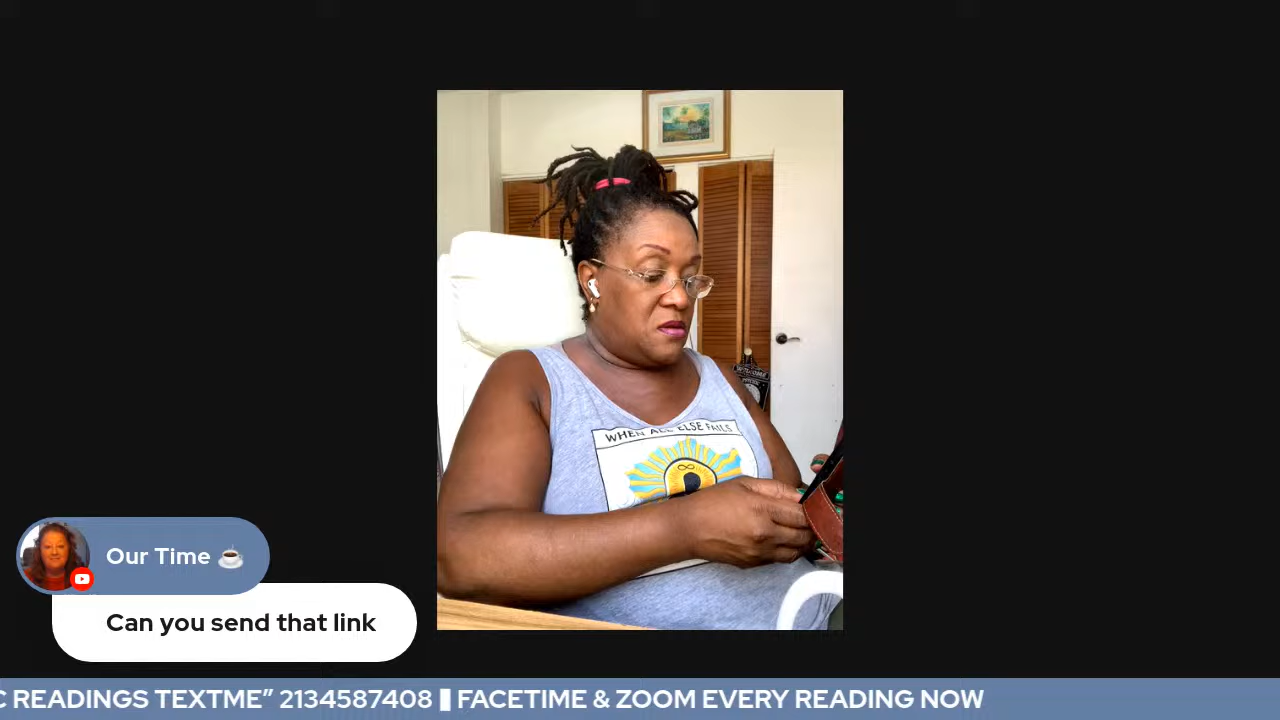 WHEN ALL ELSE FAILS
Our Time ☕
Can you send that link
C READINGS TEXTME” 2134587408 || FACETIME & ZOOM EVERY READING NOW